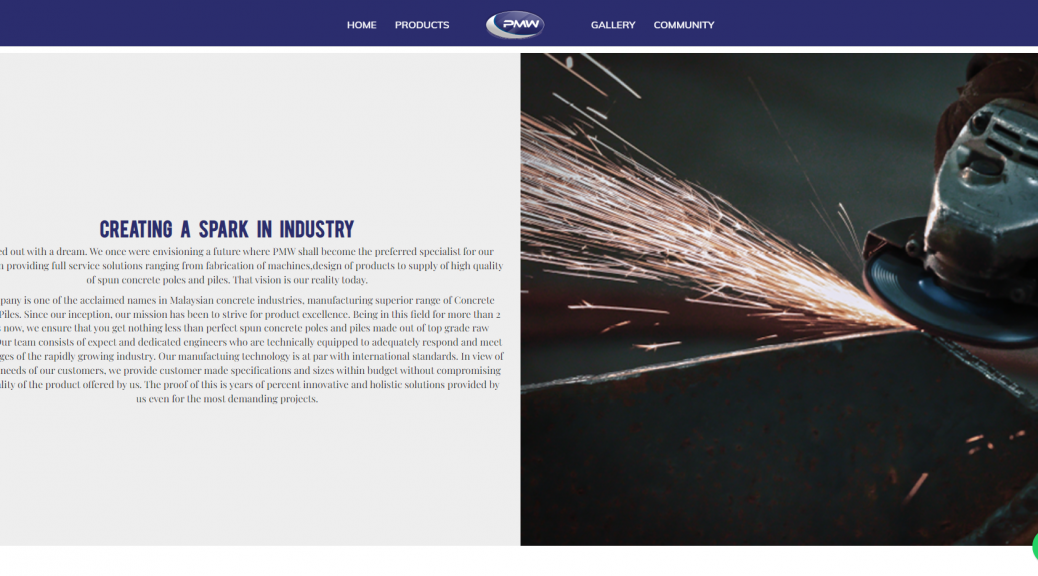 HOME PRODUCTS PMW GALLERY COMMUNITY
CREATING A SPARK IN INDUSTRY
ed out with a dream. We once were envisioning a future where PMW shall become the preferred specialist for our
n providing full service solutions ranging from fabrication of machines,design of products to supply of high quality
of spun concrete poles and piles. That vision is our reality today.
pany is one of the acclaimed names in Malaysian concrete industries, manufacturing superior range of Concrete
Piles. Since our inception, our mission has been to strive for product excellence. Being in this field for more than 2
s now, we ensure that you get nothing less than perfect spun concrete poles and piles made out of top grade raw
Our team consists of expect and dedicated engineers who are technically equipped to adequately respond and meet
ges of the rapidly growing industry. Our manufactuing technology is at par with international standards. In view of
needs of our customers, we provide customer made specifications and sizes within budget without compromising
lity of the product offered by us. The proof of this is years of percent innovative and holistic solutions provided by
us even for the most demanding projects.